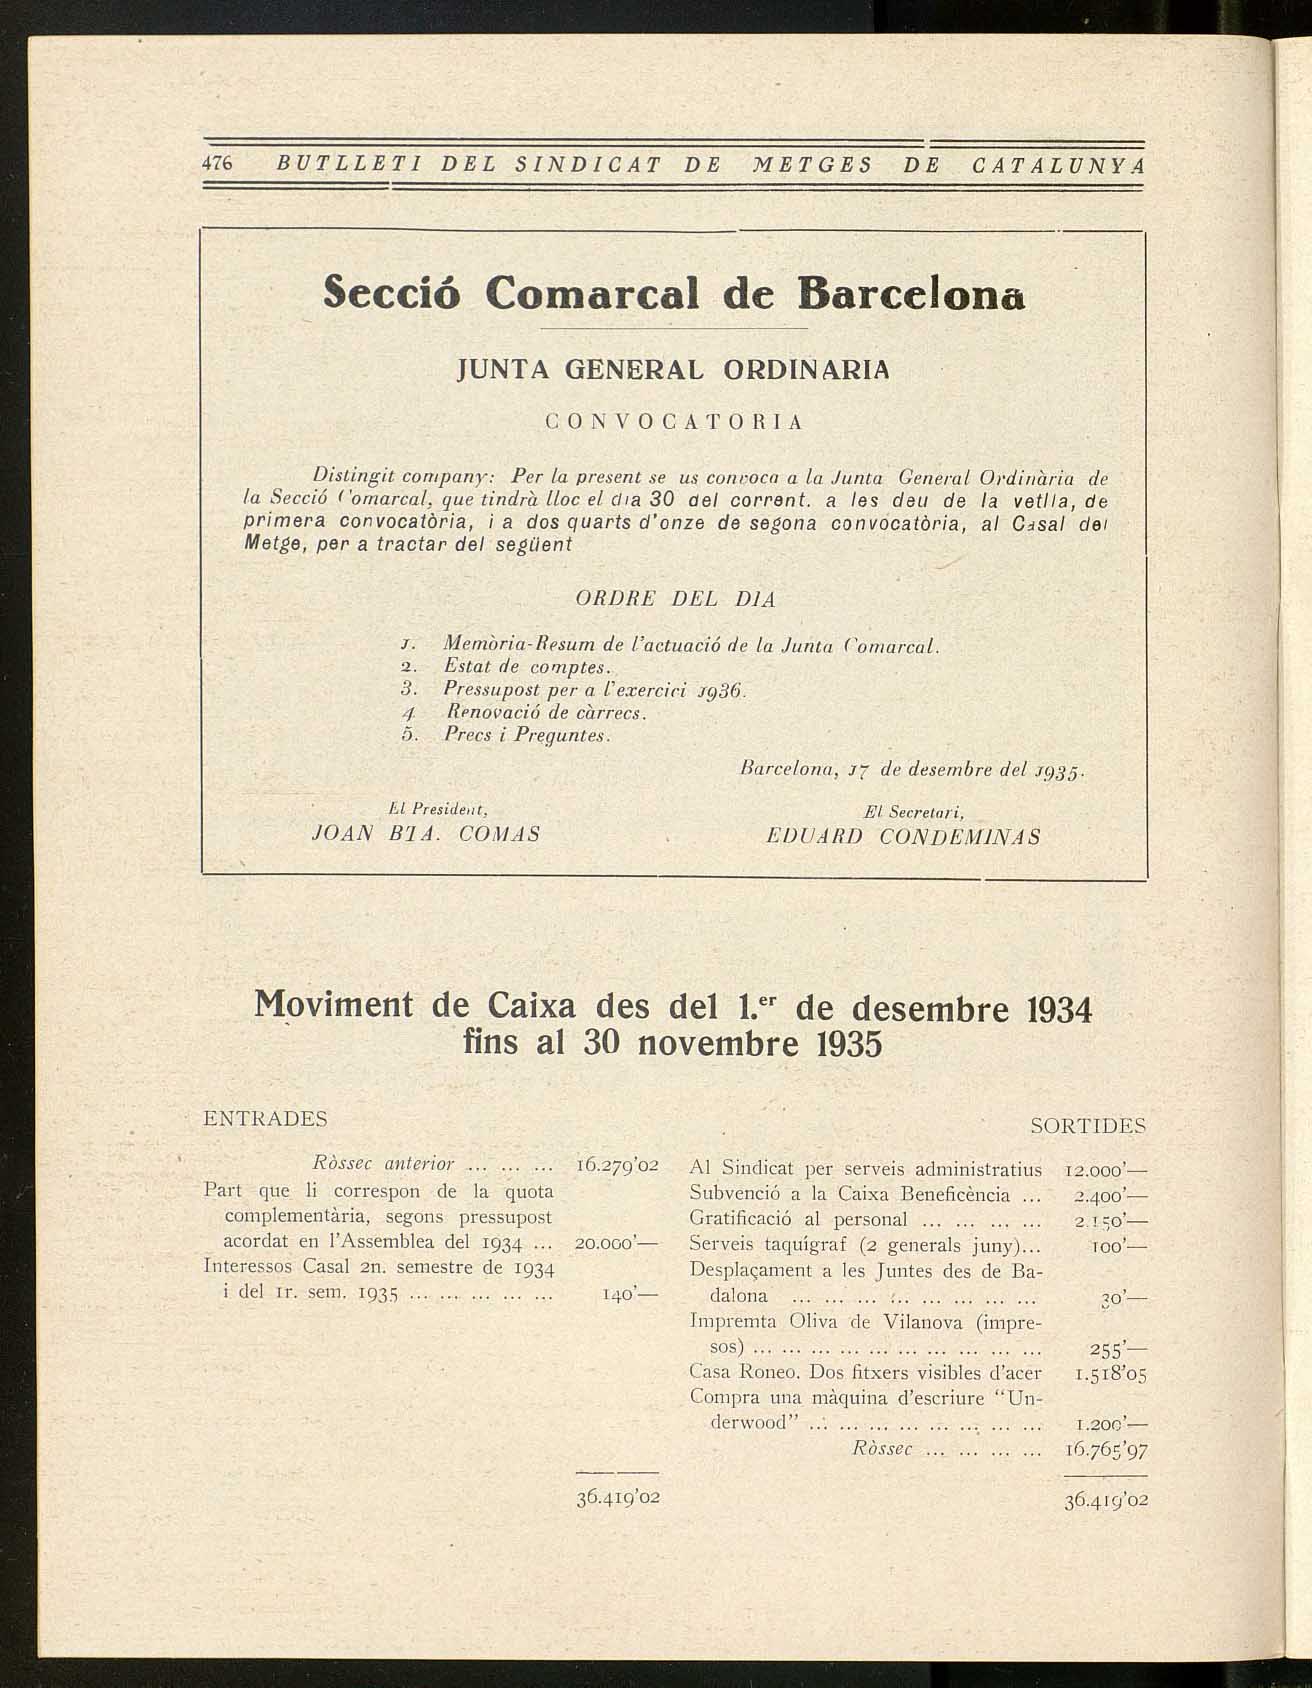 476 BUTLLETI DEL SINDICAT DE METGES DE CATALUNYA
Secció Comarcal de Barcelona
JUNTA GENERAL ORDINARIA
CONVOCATORIA
Distingit company: Per la present se us convoca a la Junta General Ordinària de
la Secció Comarcal, que tindrà lloc el dia 30 del corrent. a les deu de la vetlla, de
primera convocatòria, i a dos quarts d'onze de segona convocatòria, al Casal del
Metge, per a tractar del següent
ORDRE DEL DIA
1. Memòria-Resum de l'actuació de la Junta Comarcal.
2. Estat de comptes.
3. Pressupost per a l'exercici 1936.
4 Renovació de càrrecs.
5. Precs i Preguntes.
Barcelona, 17 de desembre del 1935.
El President,
JOAN BTA. COMAS
El Secretari,
EDUARD CONDEMINAS
Moviment de Caixa des del 1.er de desembre 1934
fins al 30 novembre 1935
ENTRADES
Ròssec anterior ... ... ... 16.279'02
Part que li correspon de la quota
complementària, segons pressupost
acordat en l'Assemblea del 1934 ... 20.000'—
Interessos Casal 2n. semestre de 1934
i del 1r. sem. 1935 ... ... ... ... ... 140'—
36.419'02
SORTIDES
Al Sindicat per serveis administratius 12.000'—
Subvenció a la Caixa Beneficència ... 2.400'—
Gratificació al personal ... ... ... ... 2.150'—
Serveis taquígraf (2 generals juny)... 100'—
Desplaçament a les Juntes des de Ba-
dalona ... ... ... ... ... ... ... ... 30'—
Impremta Oliva de Vilanova (impre-
sos) ... ... ... ... ... ... ... ... ... ... 255'—
Casa Roneo. Dos fitxers visibles d'acer 1.518'05
Compra una màquina d'escriure "Un-
derwood" ... ... ... ... ... ... ... ... 1.200'—
Ròssec ... ... ... ... 16.765'97
36.419'02